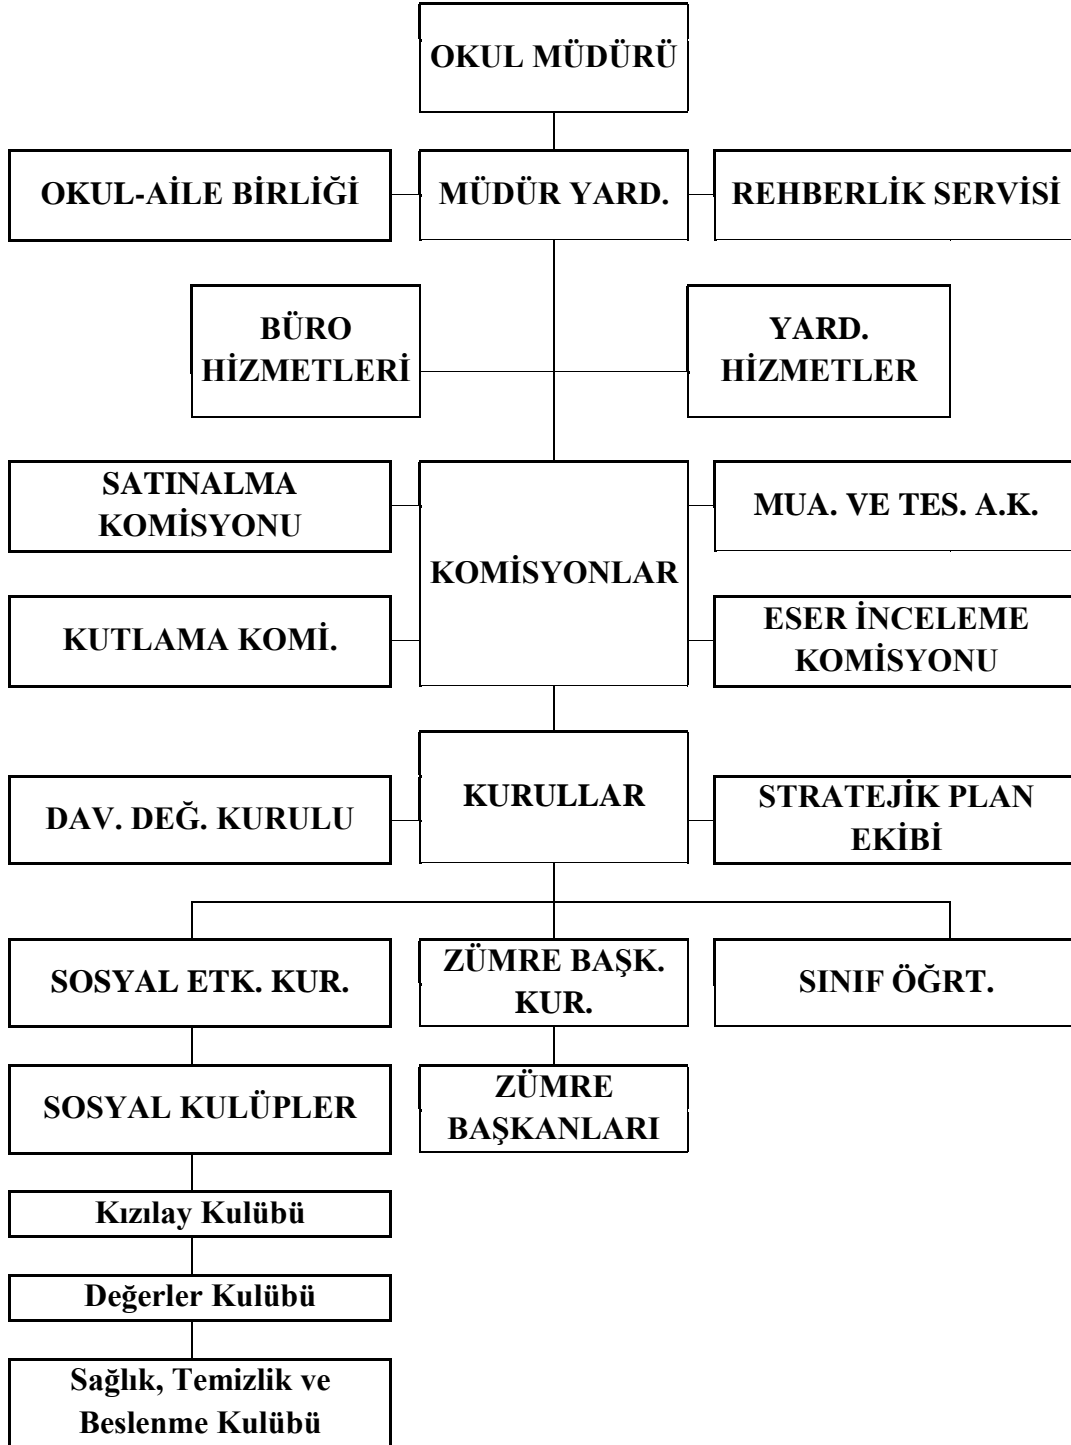 OKUL MÜDÜRÜ
OKUL-AİLE BİRLİĞİ
MÜDÜR YARD.
REHBERLİK SERVİSİ
BÜRO
HİZMETLERİ
YARD.
HİZMETLER
SATINALMA
KOMİSYONU
KOMİSYONLAR
MUA. VE TES. A.K.
KUTLAMA KOMİ.
ESER İNCELEME
KOMİSYONU
DAV. DEĞ. KURULU
KURULLAR
STRATEJİK PLAN
EKİBİ
SOSYAL ETK. KUR.
ZÜMRE BAŞK.
KUR.
SINIF ÖĞRT.
SOSYAL KULÜPLER
ZÜMRE
BAŞKANLARI
Kızılay Kulübü
Değerler Kulübü
Sağlık, Temizlik ve
Beslenme Kulübü